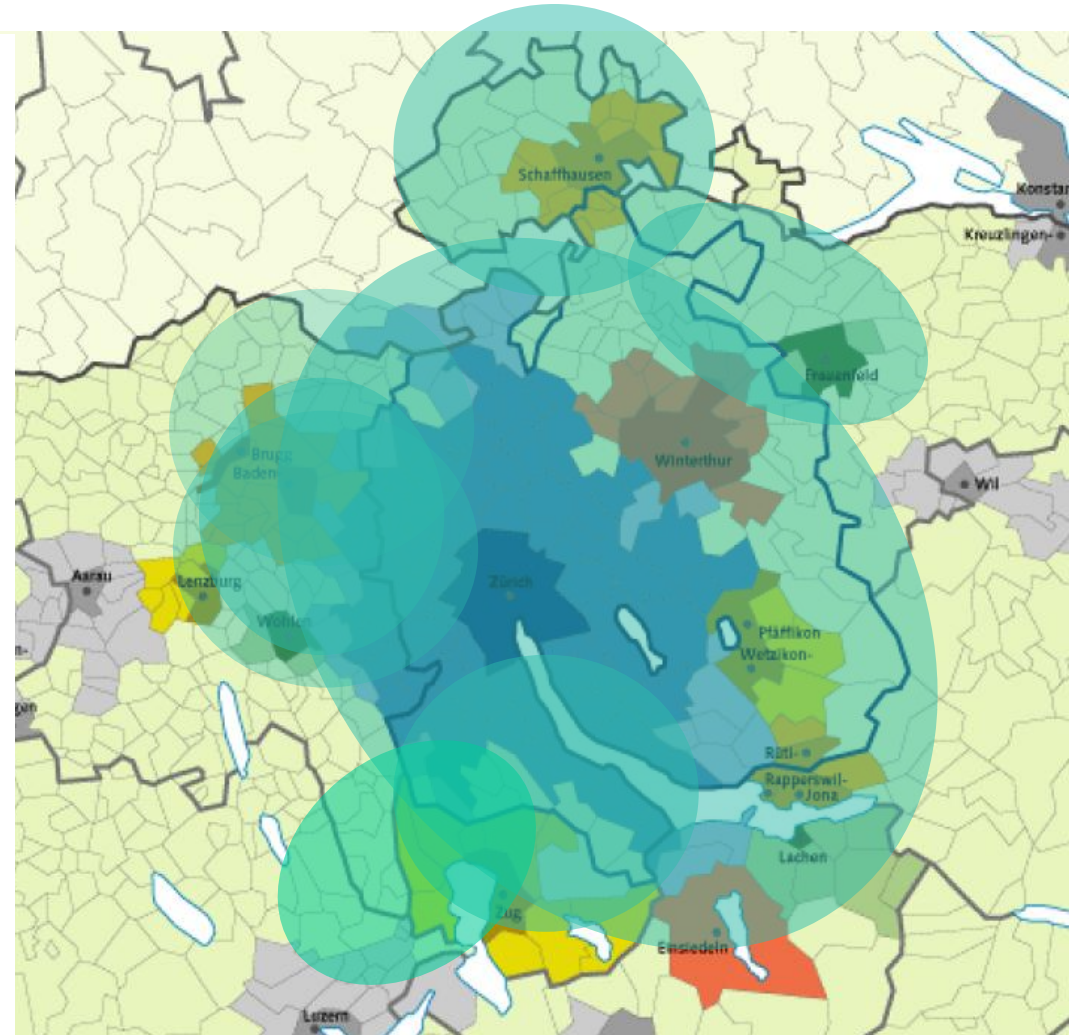 Schaffhausen
Konstan
Kreuzlingen-
Frauenfeld
Brugg
Baden-
Winterthur
Wil
Aarau
Lenzburg
Zürich
Wohlen
Pfäffikon
Wetzikon-
n-
gen
Rüti-
Rapperswil-
Jona
Lachen
Zug
Einsiedeln
Luzern